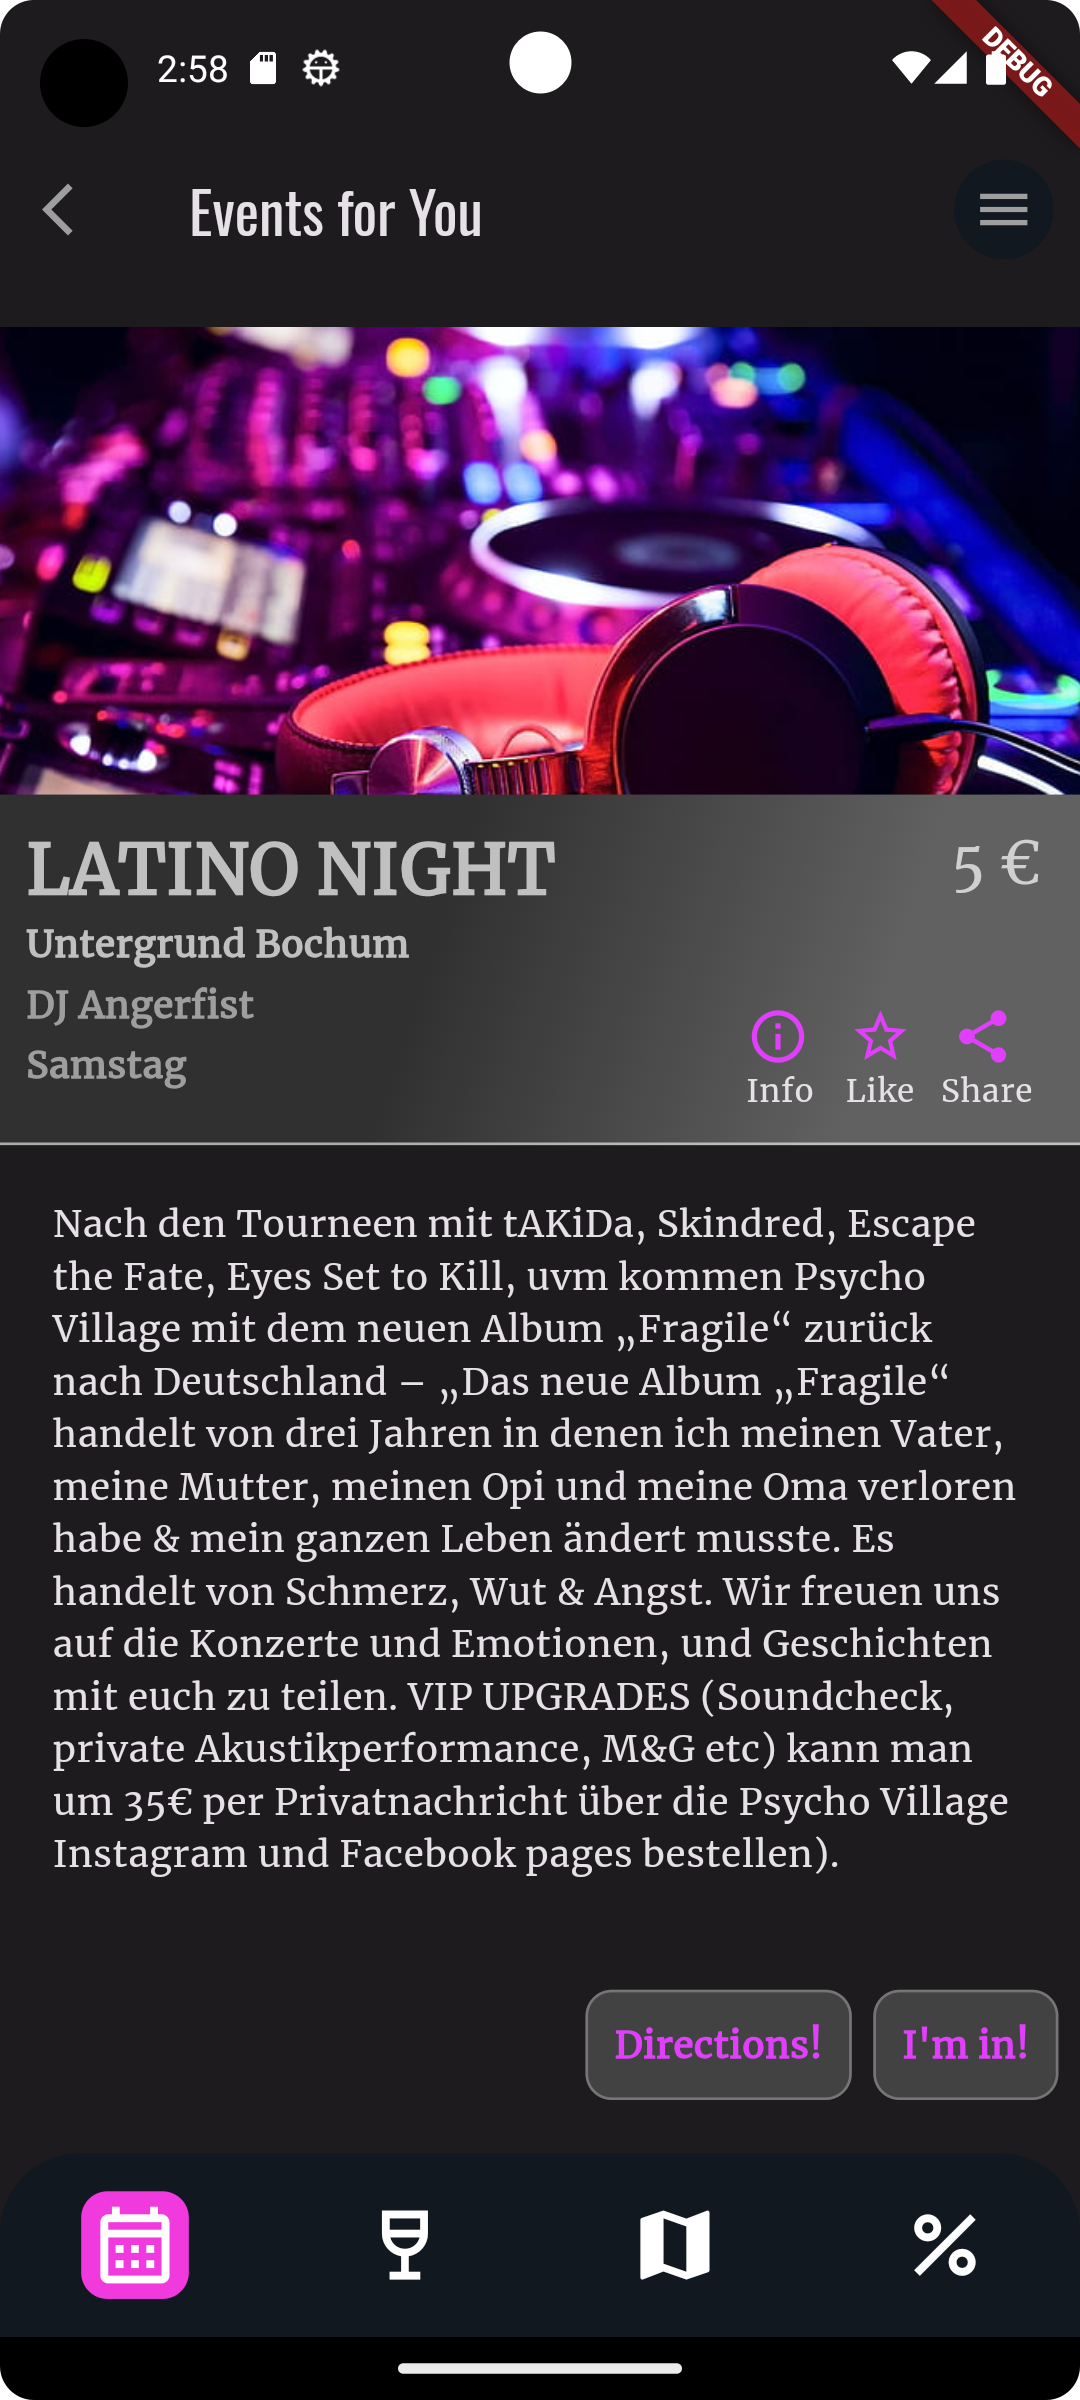 2:58
DEBUG
Events for You
LATINO NIGHT
5 €
Untergrund Bochum
DJ Angerfist
Samstag
Info Like Share
Nach den Tourneen mit tAKiDa, Skindred, Escape
the Fate, Eyes Set to Kill, uvm kommen Psycho
Village mit dem neuen Album „Fragile“ zurück
nach Deutschland – „Das neue Album „Fragile“
handelt von drei Jahren in denen ich meinen Vater,
meine Mutter, meinen Opi und meine Oma verloren
habe & mein ganzen Leben ändert musste. Es
handelt von Schmerz, Wut & Angst. Wir freuen uns
auf die Konzerte und Emotionen, und Geschichten
mit euch zu teilen. VIP UPGRADES (Soundcheck,
private Akustikperformance, M&G etc) kann man
um 35€ per Privatnachricht über die Psycho Village
Instagram und Facebook pages bestellen).
Directions! I'm in!